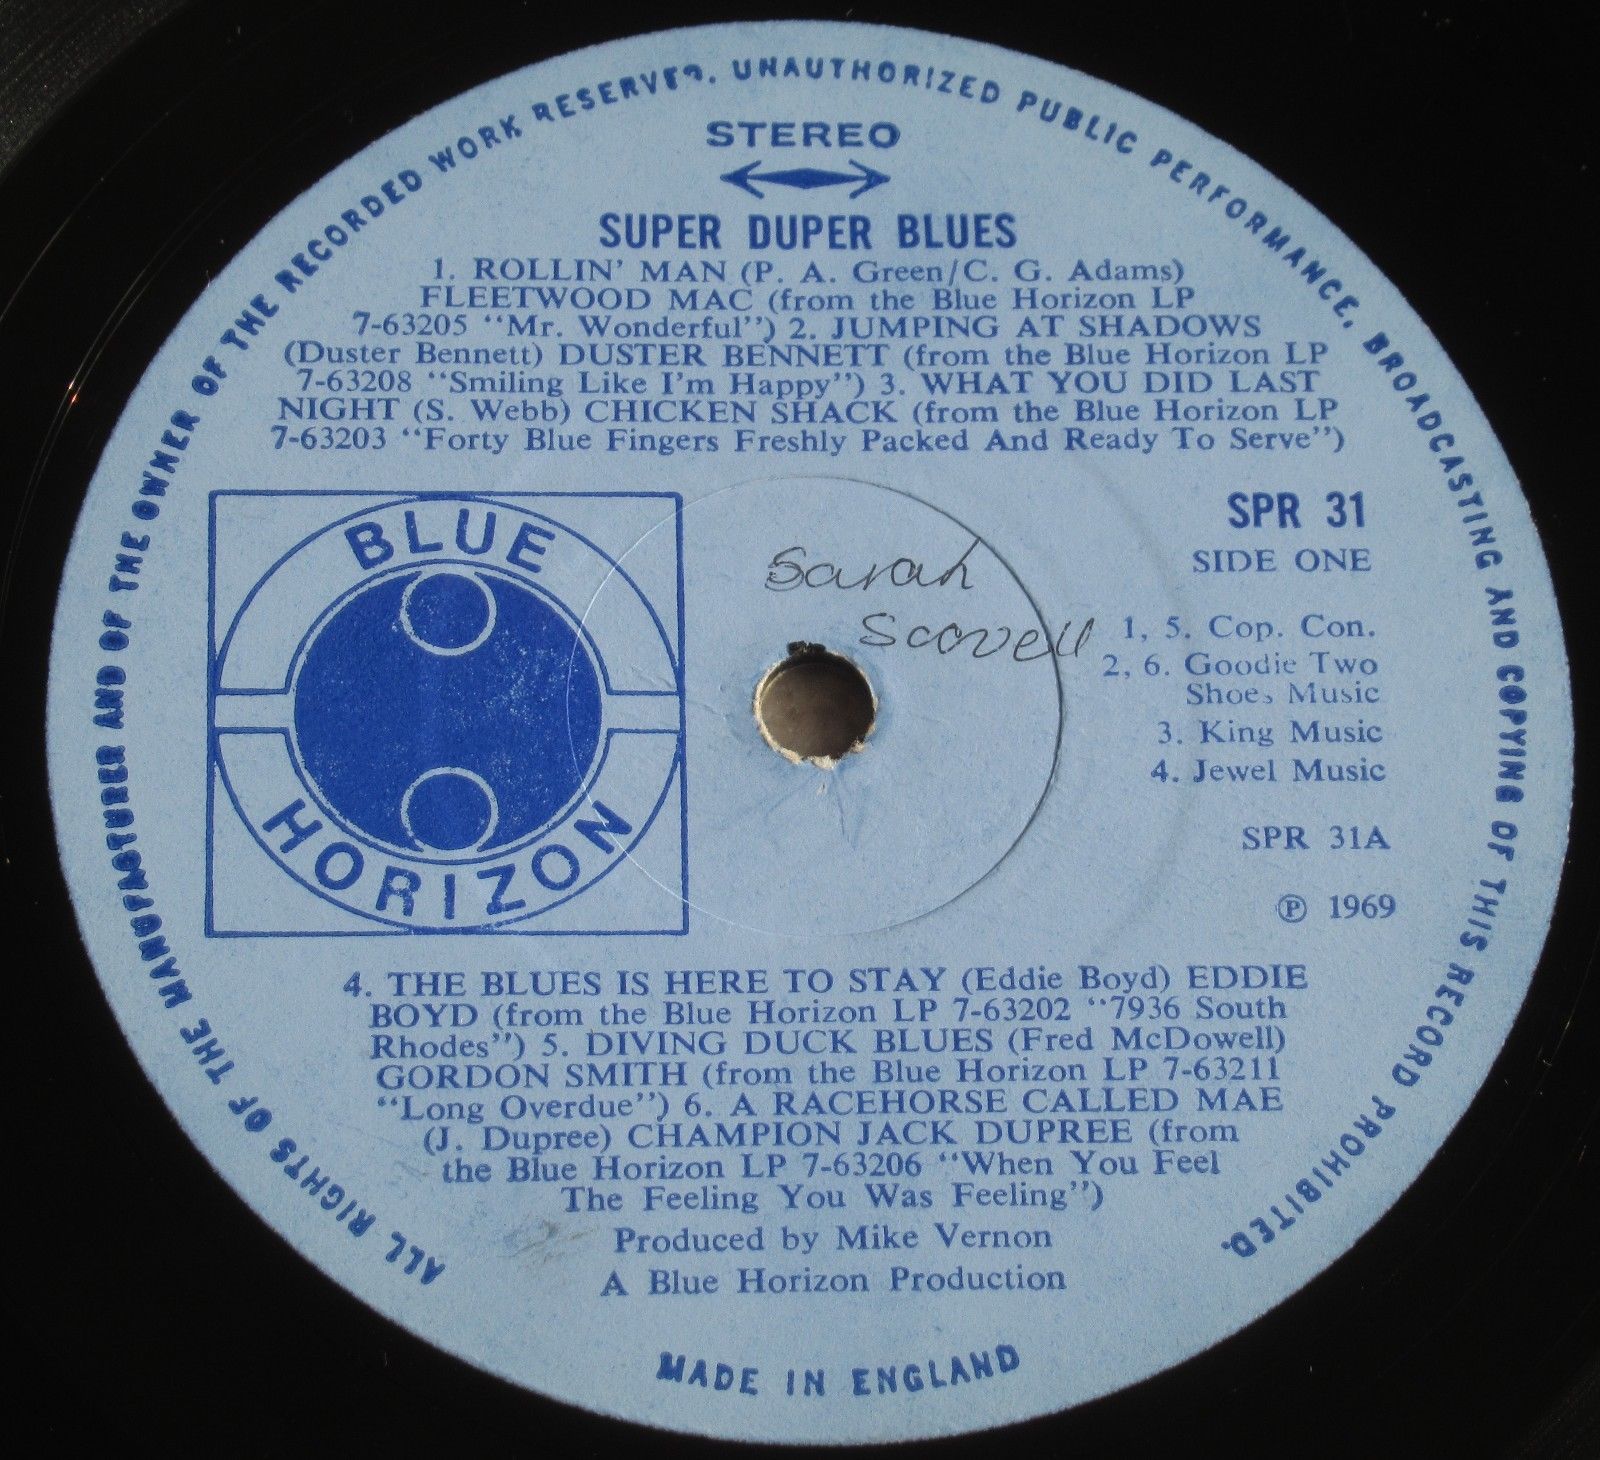 ALL RIGHTS OF THE MANUFACTURER AND OF THE OWNER OF THE RECORDED WORK RESERVED. UNAUTHORIZED PUBLIC PERFORMANCE, BROADCASTING AND COPYING OF THIS RECORD PROHIBITED.
STEREO
SUPER DUPER BLUES
1. ROLLIN' MAN (P. A. Green/C. G. Adams)
FLEETWOOD MAC (from the Blue Horizon LP
7-63205 "Mr. Wonderful") 2. JUMPING AT SHADOWS
(Duster Bennett) DUSTER BENNETT (from the Blue Horizon LP
7-63208 "Smiling Like I'm Happy") 3. WHAT YOU DID LAST
NIGHT (S. Webb) CHICKEN SHACK (from the Blue Horizon LP
7-63203 "Forty Blue Fingers Freshly Packed And Ready To Serve")
BLUE
HORIZON
Sarah
Scovell
SPR 31
SIDE ONE
1, 5. Cop. Con.
2, 6. Goodie Two
Shoes Music
3. King Music
4. Jewel Music
SPR 31A
℗ 1969
4. THE BLUES IS HERE TO STAY (Eddie Boyd) EDDIE
BOYD (from the Blue Horizon LP 7-63202 "7936 South
Rhodes") 5. DIVING DUCK BLUES (Fred McDowell)
GORDON SMITH (from the Blue Horizon LP 7-63211
"Long Overdue") 6. A RACEHORSE CALLED MAE
(J. Dupree) CHAMPION JACK DUPREE (from
the Blue Horizon LP 7-63206 "When You Feel
The Feeling You Was Feeling")
Produced by Mike Vernon
A Blue Horizon Production
MADE IN ENGLAND